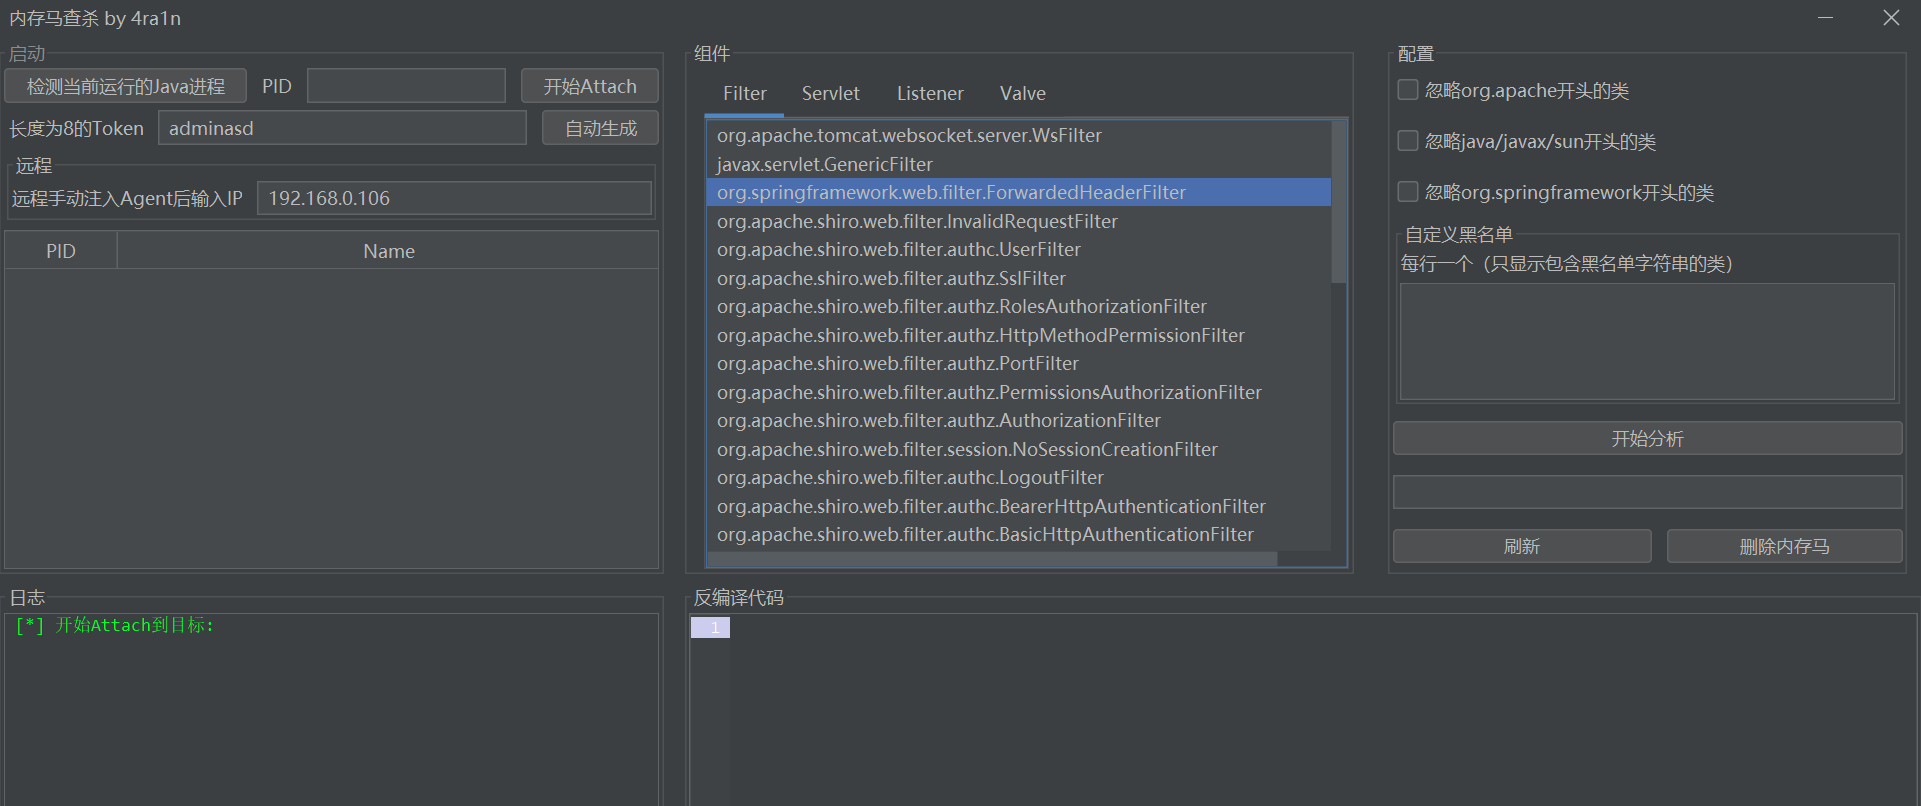 内存马查杀 by 4ra1n
启动
检测当前运行的Java进程
PID
开始Attach
长度为8的Token
adminasd
自动生成
远程
远程手动注入Agent后输入IP
192.168.0.106
PID
Name
组件
Filter
Servlet
Listener
Valve
org.apache.tomcat.websocket.server.WsFilter
javax.servlet.GenericFilter
org.springframework.web.filter.ForwardedHeaderFilter
org.apache.shiro.web.filter.InvalidRequestFilter
org.apache.shiro.web.filter.authc.UserFilter
org.apache.shiro.web.filter.authz.SslFilter
org.apache.shiro.web.filter.authz.RolesAuthorizationFilter
org.apache.shiro.web.filter.authz.HttpMethodPermissionFilter
org.apache.shiro.web.filter.authz.PortFilter
org.apache.shiro.web.filter.authz.PermissionsAuthorizationFilter
org.apache.shiro.web.filter.authz.AuthorizationFilter
org.apache.shiro.web.filter.session.NoSessionCreationFilter
org.apache.shiro.web.filter.authc.LogoutFilter
org.apache.shiro.web.filter.authc.BearerHttpAuthenticationFilter
org.apache.shiro.web.filter.authc.BasicHttpAuthenticationFilter
配置
忽略org.apache开头的类
忽略java/javax/sun开头的类
忽略org.springframework开头的类
自定义黑名单
每行一个（只显示包含黑名单字符串的类）
开始分析
刷新
删除内存马
日志
[*] 开始Attach到目标:
反编译代码
1